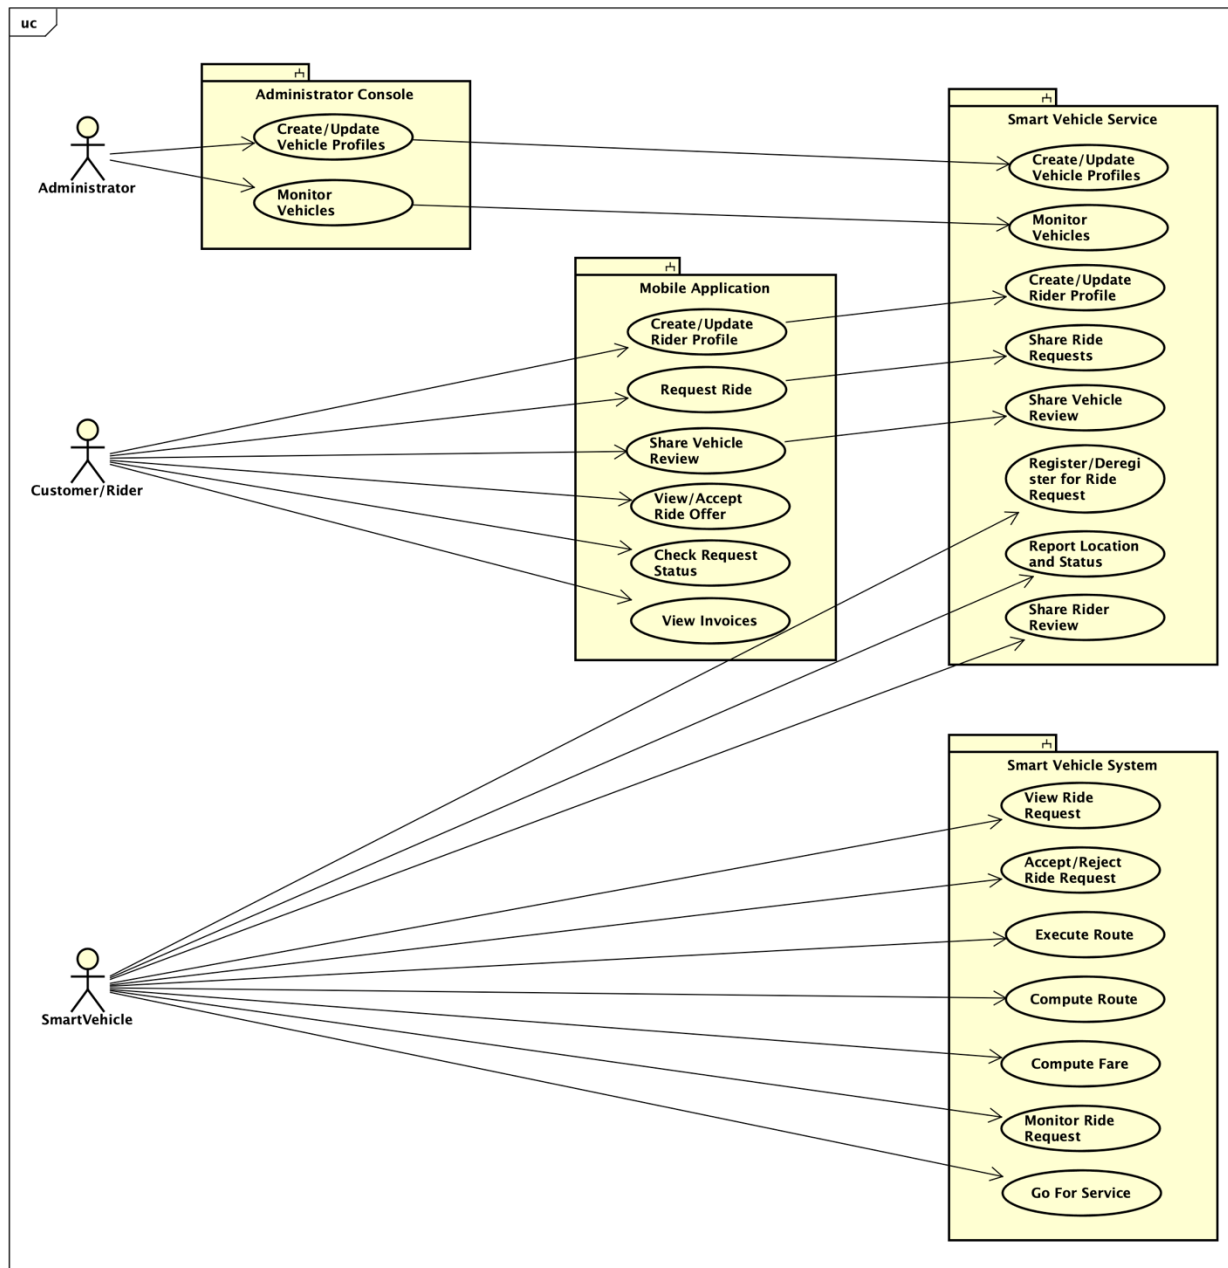 uc
Administrator Console
Create/Update
Vehicle Profiles
Monitor
Vehicles
Administrator
Smart Vehicle Service
Create/Update
Vehicle Profiles
Monitor
Vehicles
Create/Update
Rider Profile
Share Ride
Requests
Share Vehicle
Review
Register/Deregi
ster for Ride
Request
Report Location
and Status
Share Rider
Review
Mobile Application
Create/Update
Rider Profile
Request Ride
Share Vehicle
Review
View/Accept
Ride Offer
Check Request
Status
View Invoices
Customer/Rider
Smart Vehicle System
View Ride
Request
Accept/Reject
Ride Request
Execute Route
Compute Route
Compute Fare
Monitor Ride
Request
Go For Service
SmartVehicle